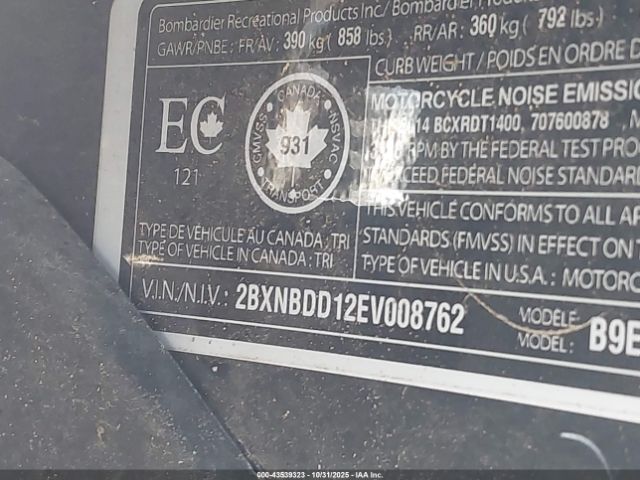 Bombardier Recreational Products Inc./Bombardier Produits
GAWR/PNBE : FR/AV : 390 kg ( 858 lbs.) RR/AR : 360 kg ( 792 lbs.)
CURB WEIGHT / POIDS EN ORDRE D
EC
121
CANADA
CMVSS
NSVAC
931
TRANSPORT
MOTORCYCLE NOISE EMISSIO
14 BCXRDT1400, 707600878
RPM BY THE FEDERAL TEST PROC
EXCEED FEDERAL NOISE STANDAR
THIS VEHICLE CONFORMS TO ALL AP
STANDARDS (FMVSS) IN EFFECT ON T
TYPE OF VEHICLE IN U.S.A.: MOTORC
TYPE DE VÉHICULE AU CANADA : TRI
TYPE OF VEHICLE IN CANADA : TRI
V.I.N./N.I.V.: 2BXNBDD12EV008762
MODÈLE
MODEL: B9E
000-43539323 - 10/31/2025 - IAA Inc.